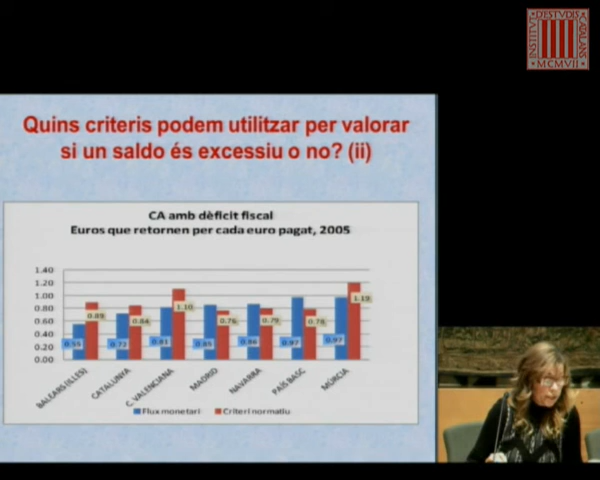 INSTITVT D'ESTVDIS CATALANS
MCMVII
Quins criteris podem utilitzar per valorar
si un saldo és excessiu o no? (ii)
CA amb dèficit fiscal
Euros que retornen per cada euro pagat, 2005
1.40
1.20
1.00
0.80
0.60
0.40
0.20
0.00
0.55 0.89 0.72 0.84 0.81 1.10 0.85 0.76 0.86 0.79 0.97 0.78 0.97 1.19
BALEARS (ILLES) CATALUNYA C. VALENCIANA MADRID NAVARRA PAÍS BASC MÚRCIA
Flux monetari Criteri normatiu